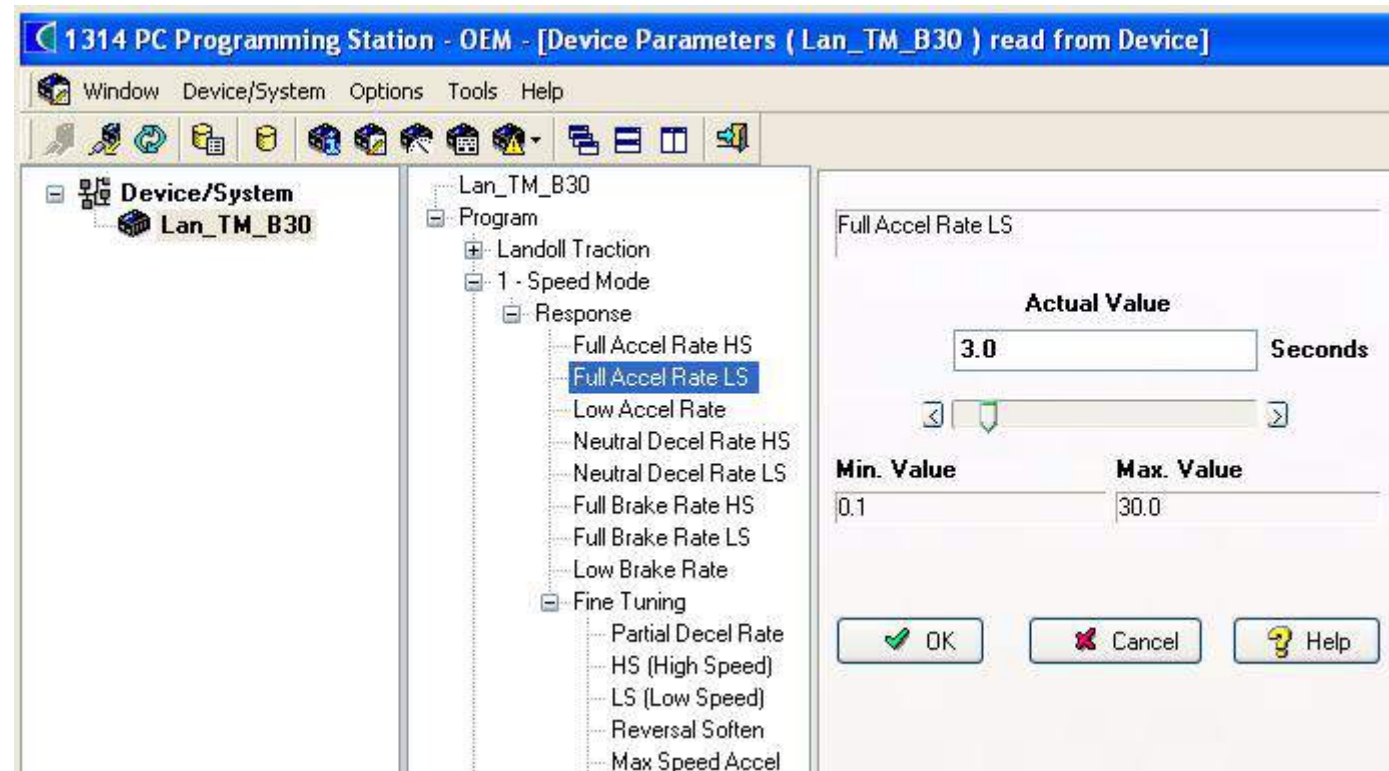 1314 PC Programming Station - OEM - [Device Parameters ( Lan_TM_B30 ) read from Device]
Window Device/System Options Tools Help
Device/System
Lan_TM_B30
Lan_TM_B30
Program
Landoll Traction
1 - Speed Mode
Response
Full Accel Rate HS
Full Accel Rate LS
Low Accel Rate
Neutral Decel Rate HS
Neutral Decel Rate LS
Full Brake Rate HS
Full Brake Rate LS
Low Brake Rate
Fine Tuning
Partial Decel Rate
HS (High Speed)
LS (Low Speed)
Reversal Soften
Max Speed Accel
Full Accel Rate LS
Actual Value
3.0 Seconds
Min. Value Max. Value
0.1 30.0
OK Cancel Help